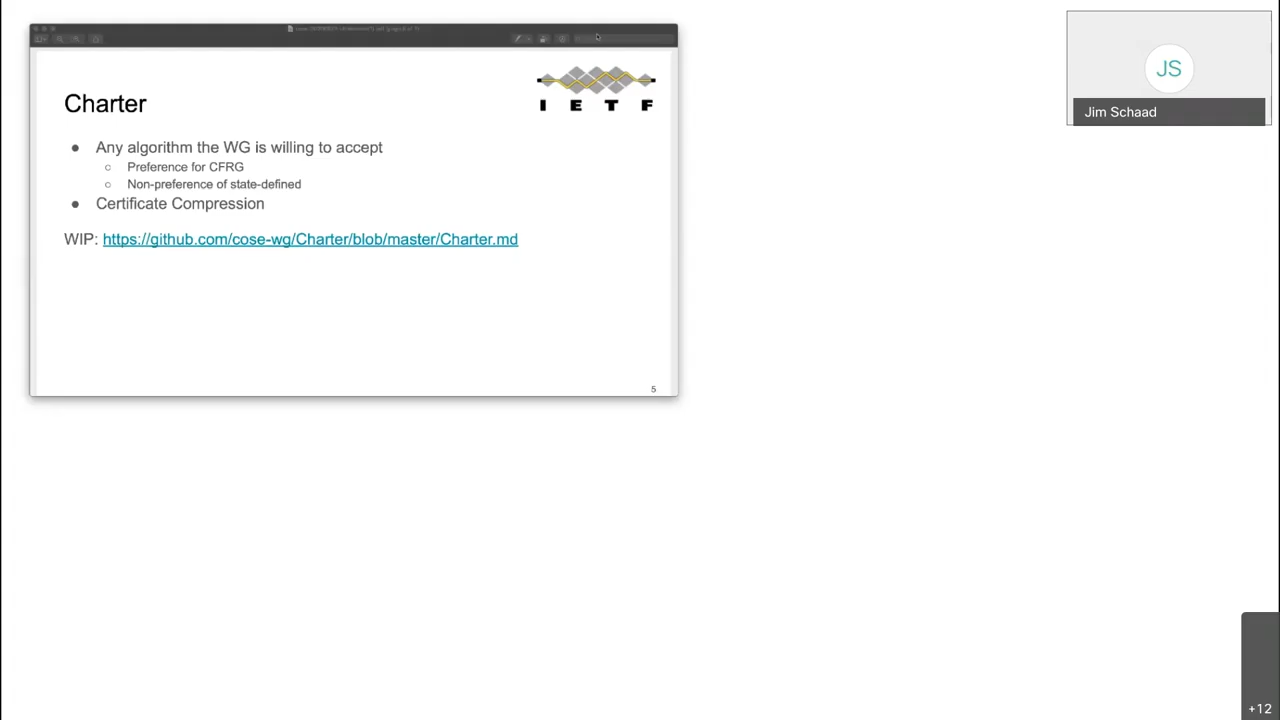 I E T F
Charter
● Any algorithm the WG is willing to accept
○ Preference for CFRG
○ Non-preference of state-defined
● Certificate Compression
WIP: https://github.com/cose-wg/Charter/blob/master/Charter.md
5
JS
Jim Schaad
+12